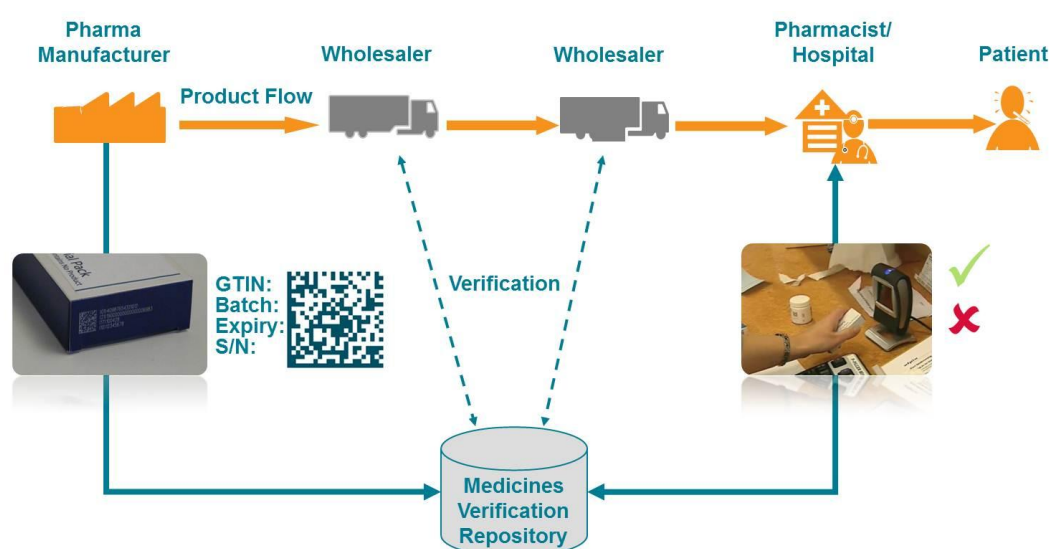 Pharma
Manufacturer
Wholesaler
Wholesaler
Pharmacist/
Hospital
Patient
Product Flow
GTIN:
Batch:
Expiry:
S/N:
Verification
Medicines
Verification
Repository